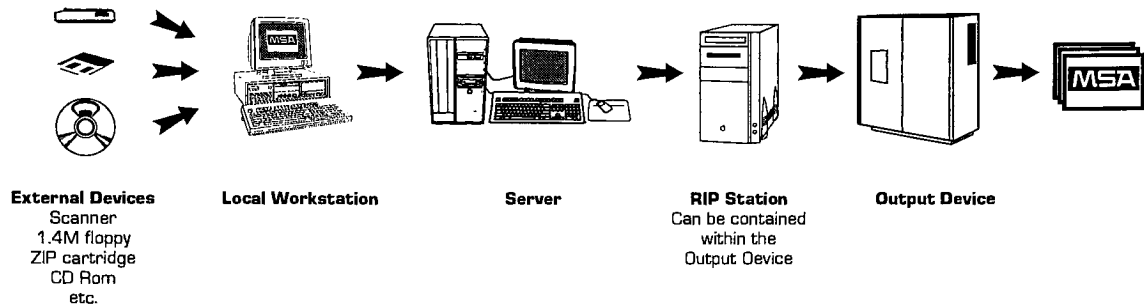 MSA
MSA
External Devices
Scanner
1.4M floppy
ZIP cartridge
CD Rom
etc.
Local Workstation
Server
RIP Station
Can be contained
within the
Output Device
Output Device